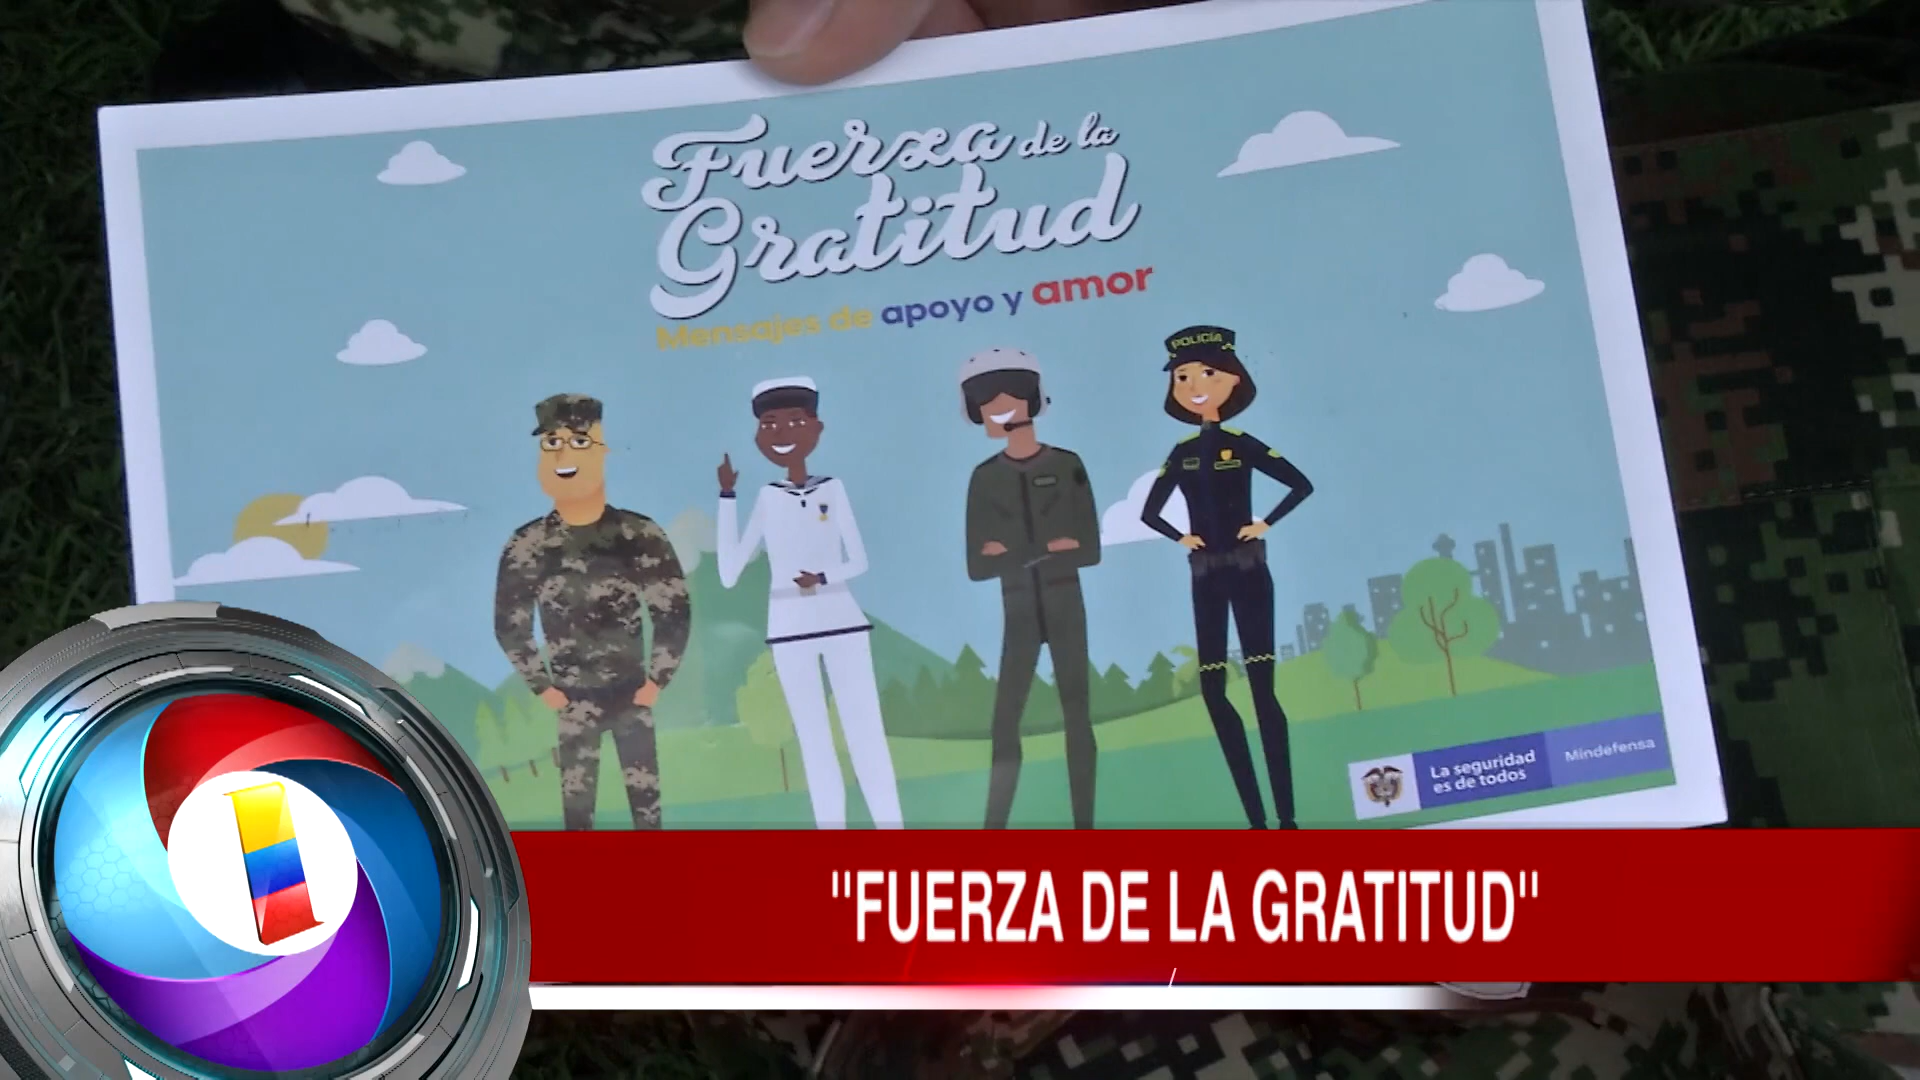 Fuerza de la
Gratitud
Mensajes de apoyo y amor
POLICÍA
La seguridad
es de todos
Mindefensa
"FUERZA DE LA GRATITUD"